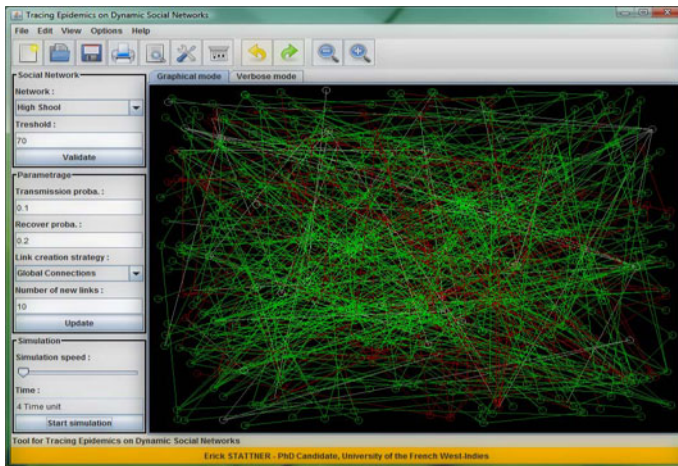 Tracing Epidemics on Dynamic Social Networks
File Edit View Options Help
Social Network
Network :
High Shool
Treshold :
70
Validate
Parametrage
Transmission proba. :
0.1
Recover proba. :
0.2
Link creation strategy :
Global Connections
Number of new links :
10
Update
Simulation
Simulation speed :
Time :
4 Time unit
Start simulation
Graphical mode Verbose mode
Tool for Tracing Epidemics on Dynamic Social Networks
Erick STATTNER - PhD Candidate, University of the French West-Indies